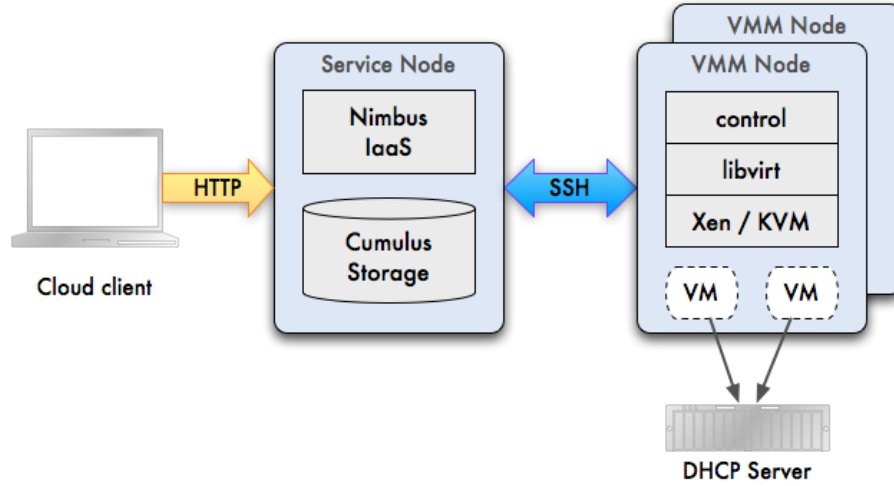 VMM Node
Service Node
VMM Node
Nimbus
IaaS
control
libvirt
HTTP
SSH
Xen / KVM
Cumulus
Storage
Cloud client
VM
VM
DHCP Server